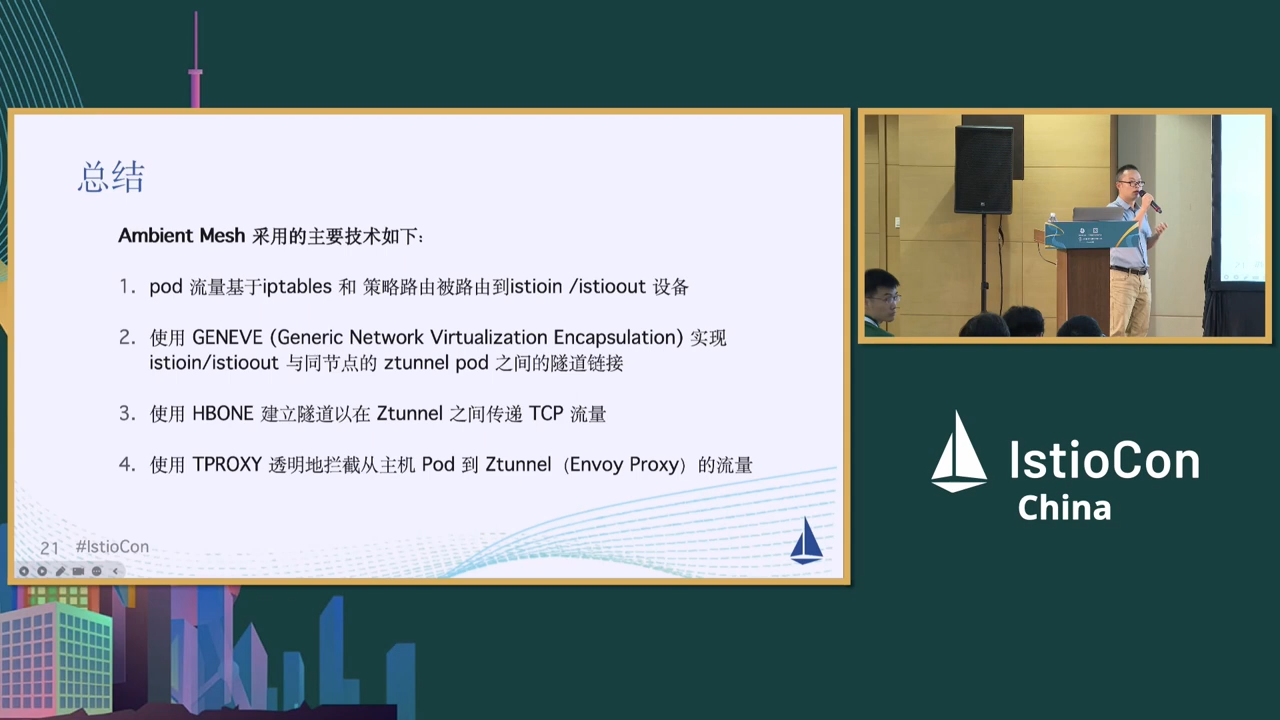 总结
Ambient Mesh 采用的主要技术如下:
1. pod 流量基于iptables 和 策略路由被路由到istioin /istioout 设备
2. 使用 GENEVE (Generic Network Virtualization Encapsulation) 实现
istioin/istioout 与同节点的 ztunnel pod 之间的隧道链接
3. 使用 HBONE 建立隧道以在 Ztunnel 之间传递 TCP 流量
4. 使用 TPROXY 透明地拦截从主机 Pod 到 Ztunnel（Envoy Proxy）的流量
21 #IstioCon
IstioCon
China